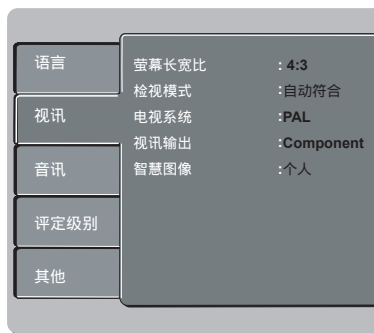 语言
视讯
音讯
评定级别
其他
萤幕长宽比 : 4:3
检视模式 :自动符合
电视系统 :PAL
视讯输出 :Component
智慧图像 :个人